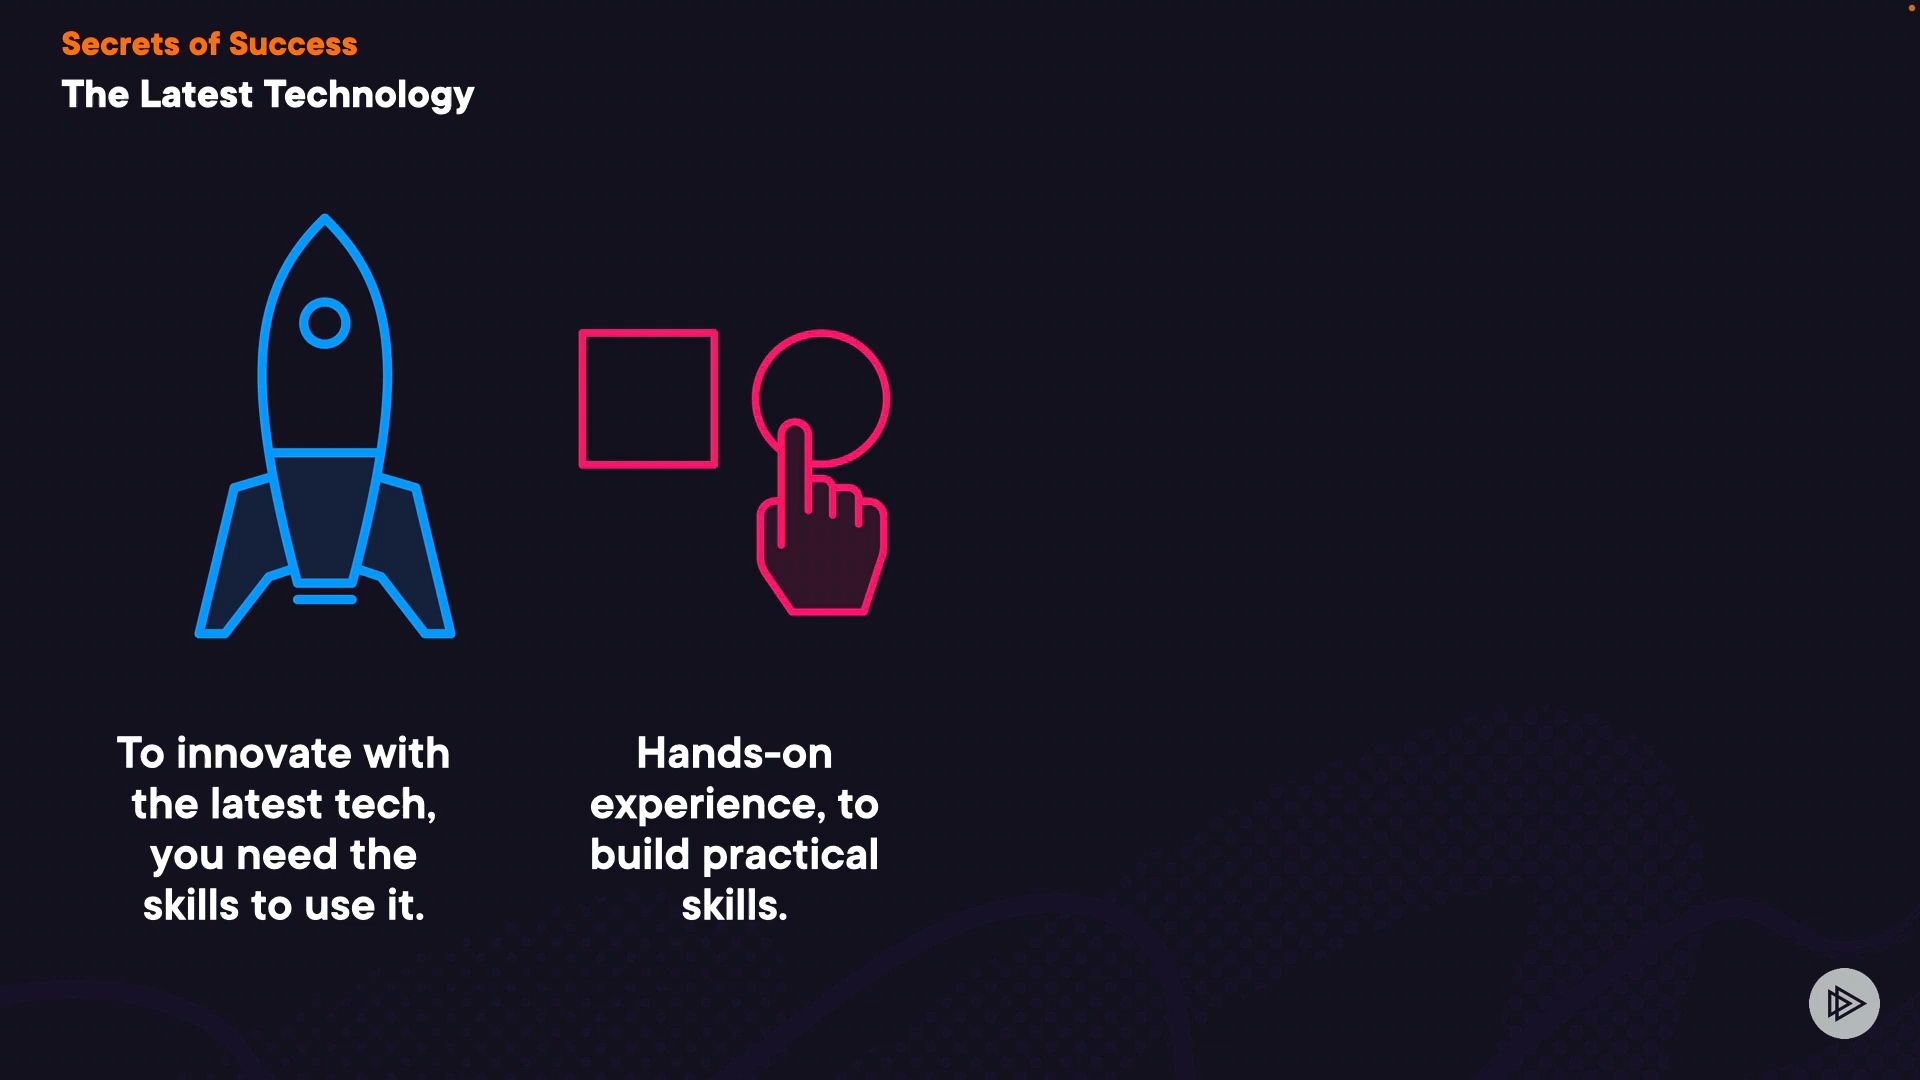 Secrets of Success
The Latest Technology
To innovate with
the latest tech,
you need the
skills to use it.
Hands-on
experience, to
build practical
skills.